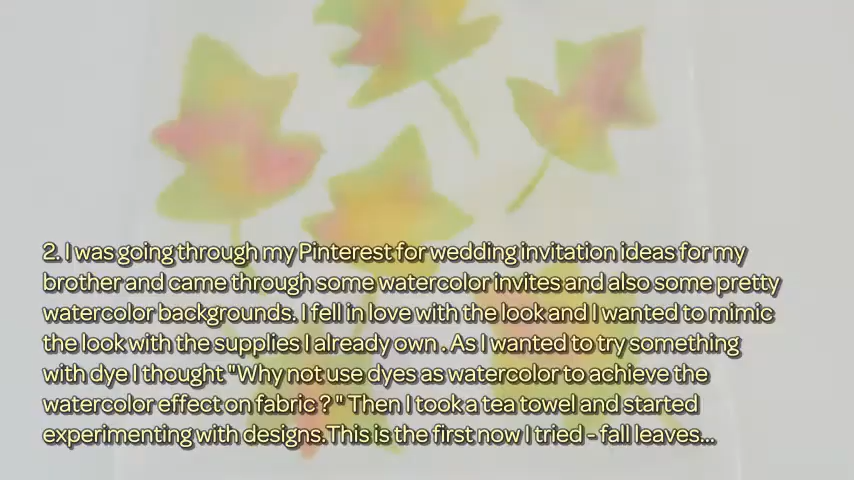 2. I was going through my Pinterest for wedding invitation ideas for my
brother and came through some watercolor invites and also some pretty
watercolor backgrounds. I fell in love with the look and I wanted to mimic
the look with the supplies I already own . As I wanted to try something
with dye I thought "Why not use dyes as watercolor to achieve the
watercolor effect on fabric ? " Then I took a tea towel and started
experimenting with designs.This is the first now I tried - fall leaves...